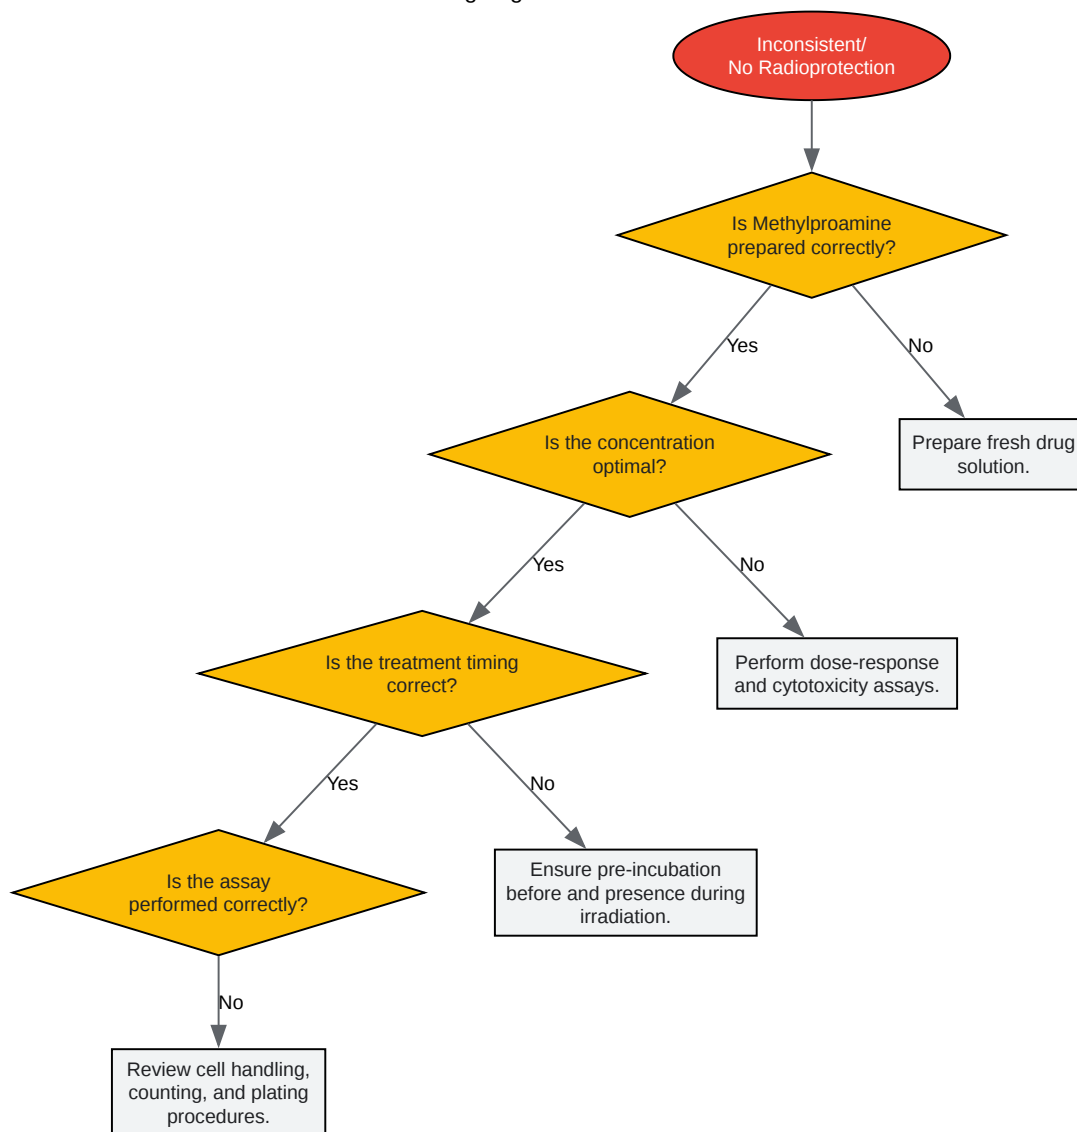 Inconsistent/
No Radioprotection
Is Methylproamine
prepared correctly?
Yes
No
Is the concentration
optimal?
Prepare fresh drug
solution.
Yes
No
Is the treatment timing
correct?
Perform dose-response
and cytotoxicity assays.
Yes
No
Is the assay
performed correctly?
Ensure pre-incubation
before and presence during
irradiation.
No
Review cell handling,
counting, and plating
procedures.